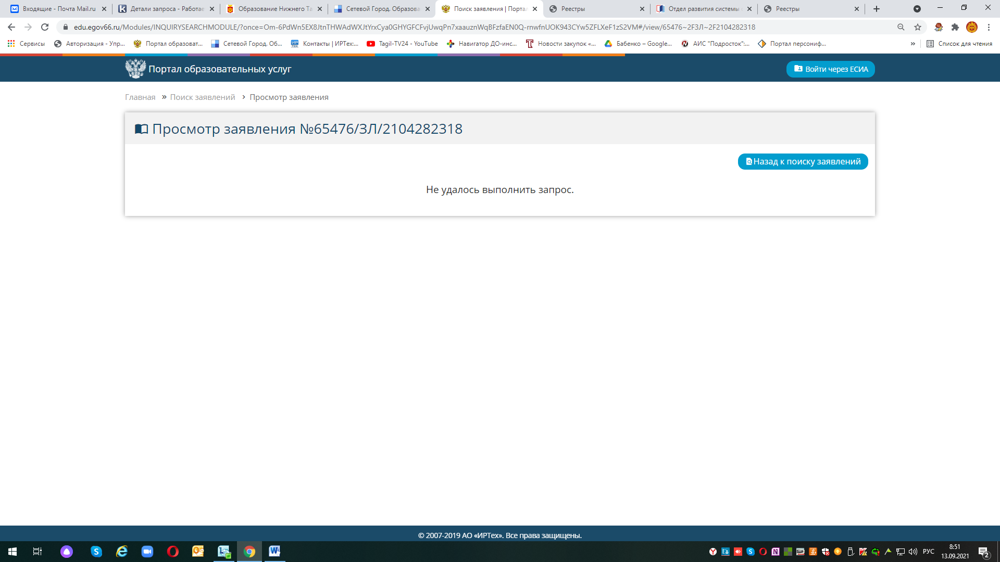 Входящие - Почта Mail.ru
Детали запроса - Работае
Образование Нижнего Та
Сетевой Город. Образова
Поиск заявления | Портал
Реестры
Отдел развития системы
Реестры
edu.egov66.ru/Modules/INQUIRYSEARCHMODULE/?once=Om-6PdWn5EX8JtnTHWAdWXJtYrxCya0GHYGFCFvjUwqPn7xaauznWqBFzfaEN0Q-rnwfnUOK943CYw5ZFLXeF1zS2VM#/view/65476~2FЗЛ~2F2104282318
Сервисы
Авторизация - Упр...
Портал образоват...
Сетевой Город. Об...
Контакты | ИРТех:...
Tagil-TV24 - YouTube
Навигатор ДО-инс...
Новости закупок «...
Бабенко – Google...
АИС "Подросток":...
Портал персониф...
»
Список для чтения
Портал образовательных услуг
Войти через ЕСИА
Главная » Поиск заявлений › Просмотр заявления
Просмотр заявления №65476/ЗЛ/2104282318
Назад к поиску заявлений
Не удалось выполнить запрос.
© 2007-2019 АО «ИРТех». Все права защищены.
РУС
8:51
13.09.2021
2